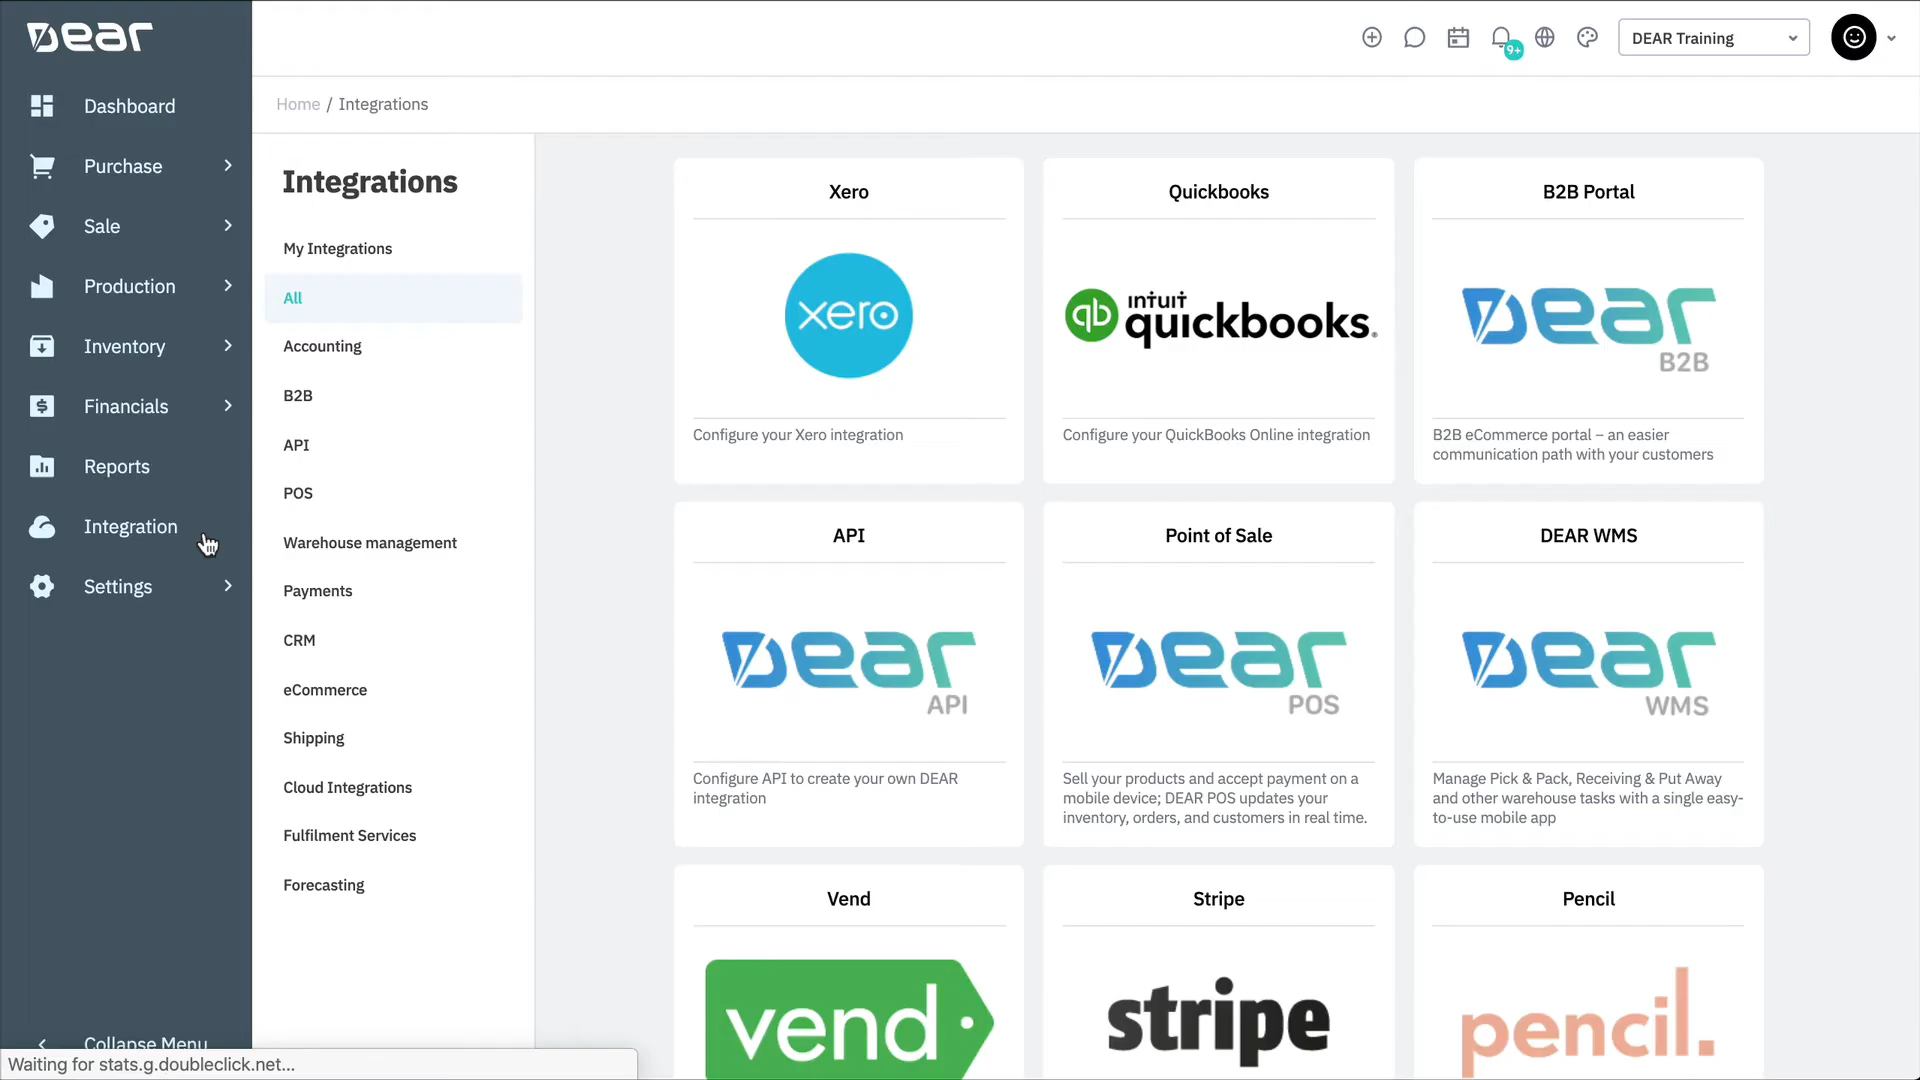 Dear
9+
DEAR Training
Dashboard
Purchase
Sale
Production
Inventory
Financials
Reports
Integration
Settings
Collapse Menu
Home / Integrations
Integrations
My Integrations
All
Accounting
B2B
API
POS
Warehouse management
Payments
CRM
eCommerce
Shipping
Cloud Integrations
Fulfilment Services
Forecasting
Xero
xero
Configure your Xero integration
Quickbooks
qb
intuit
quickbooks.
Configure your QuickBooks Online integration
B2B Portal
Dear
B2B
B2B eCommerce portal – an easier
communication path with your customers
API
Dear
API
Configure API to create your own DEAR
integration
Point of Sale
Dear
POS
Sell your products and accept payment on a
mobile device; DEAR POS updates your
inventory, orders, and customers in real time.
DEAR WMS
Dear
WMS
Manage Pick & Pack, Receiving & Put Away
and other warehouse tasks with a single easy-
to-use mobile app
Vend
vend
Stripe
stripe
Pencil
pencil.
Waiting for stats.g.doubleclick.net...